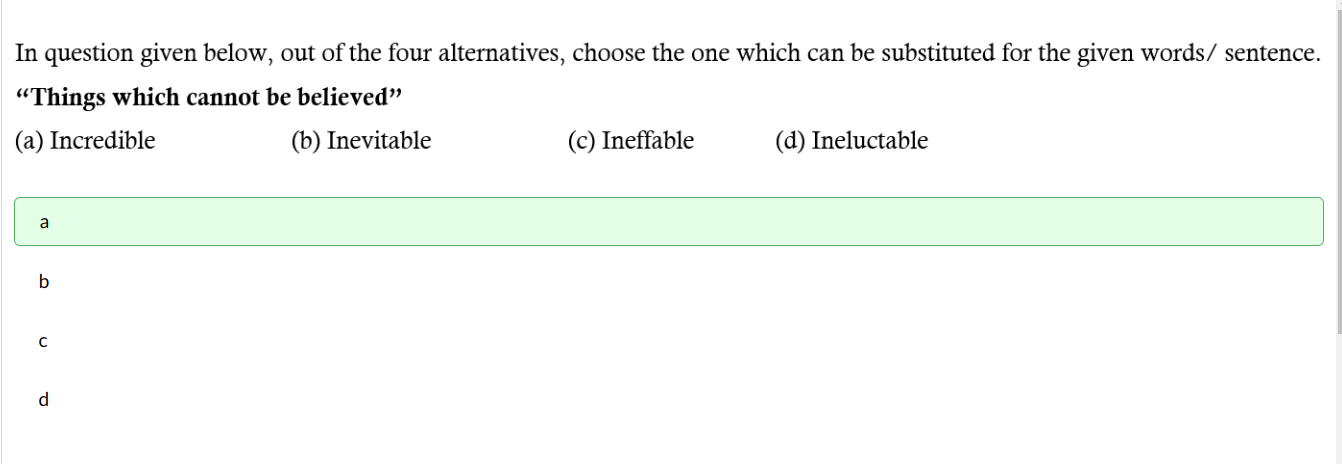 In question given below, out of the four alternatives, choose the one which can be substituted for the given words/ sentence.
“Things which cannot be believed”
(a) Incredible (b) Inevitable (c) Ineffable (d) Ineluctable
a
b
c
d